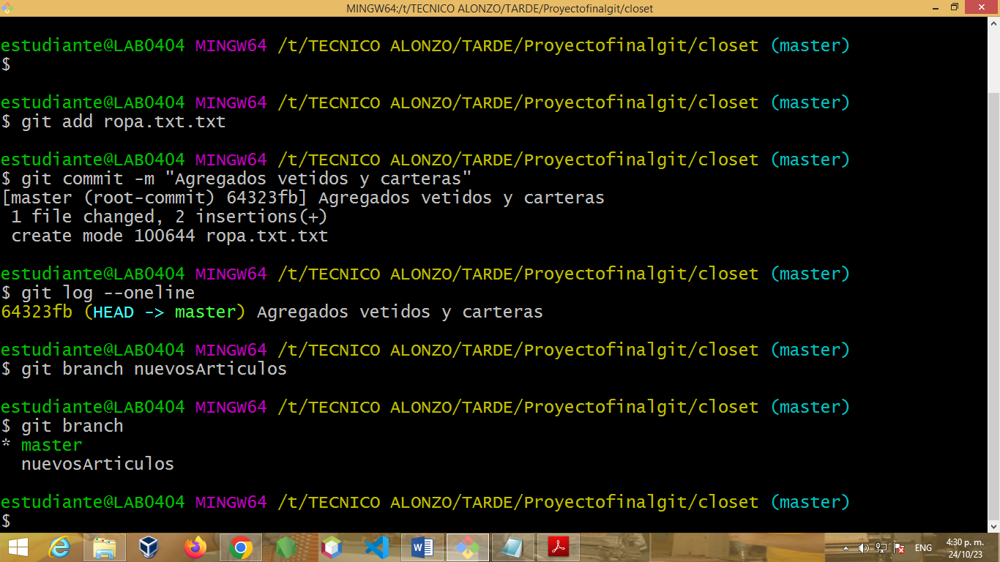 MINGW64:/t/TECNICO ALONZO/TARDE/Proyectofinalgit/closet
estudiante@LAB0404 MINGW64 /t/TECNICO ALONZO/TARDE/Proyectofinalgit/closet (master)
$
estudiante@LAB0404 MINGW64 /t/TECNICO ALONZO/TARDE/Proyectofinalgit/closet (master)
$ git add ropa.txt.txt
estudiante@LAB0404 MINGW64 /t/TECNICO ALONZO/TARDE/Proyectofinalgit/closet (master)
$ git commit -m "Agregados vetidos y carteras"
[master (root-commit) 64323fb] Agregados vetidos y carteras
 1 file changed, 2 insertions(+)
 create mode 100644 ropa.txt.txt
estudiante@LAB0404 MINGW64 /t/TECNICO ALONZO/TARDE/Proyectofinalgit/closet (master)
$ git log --oneline
64323fb (HEAD -> master) Agregados vetidos y carteras
estudiante@LAB0404 MINGW64 /t/TECNICO ALONZO/TARDE/Proyectofinalgit/closet (master)
$ git branch nuevosArticulos
estudiante@LAB0404 MINGW64 /t/TECNICO ALONZO/TARDE/Proyectofinalgit/closet (master)
$ git branch
* master
  nuevosArticulos
estudiante@LAB0404 MINGW64 /t/TECNICO ALONZO/TARDE/Proyectofinalgit/closet (master)
$
ENG
4:30 p. m.
24/10/23